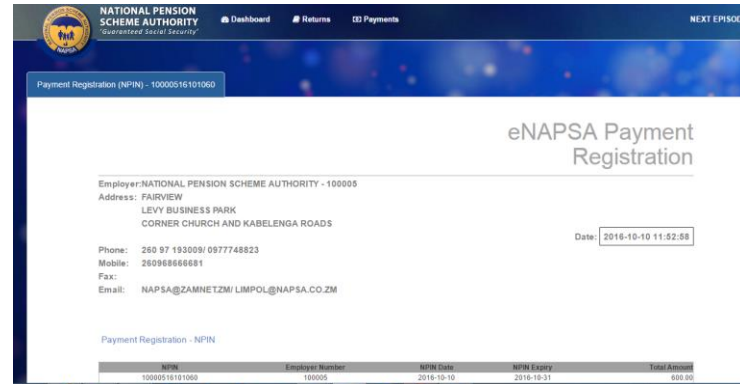 NATIONAL PENSION
SCHEME AUTHORITY
"Guaranteed Social Security"
Dashboard Returns Payments
NEXT EPISOD
NAPSA
Payment Registration (NPIN) - 10000516101060
eNAPSA Payment
Registration
Employer:NATIONAL PENSION SCHEME AUTHORITY - 100005
Address: FAIRVIEW
LEVY BUSINESS PARK
CORNER CHURCH AND KABELENGA ROADS
Date: 2016-10-10 11:52:58
Phone: 260 97 193009/ 0977748823
Mobile: 260968666681
Fax:
Email: NAPSA@ZAMNET.ZM/ LIMPOL@NAPSA.CO.ZM
Payment Registration - NPIN
NPIN Employer Number NPIN Date NPIN Expiry Total Amount
10000516101060 100005 2016-10-10 2016-10-31 600.00